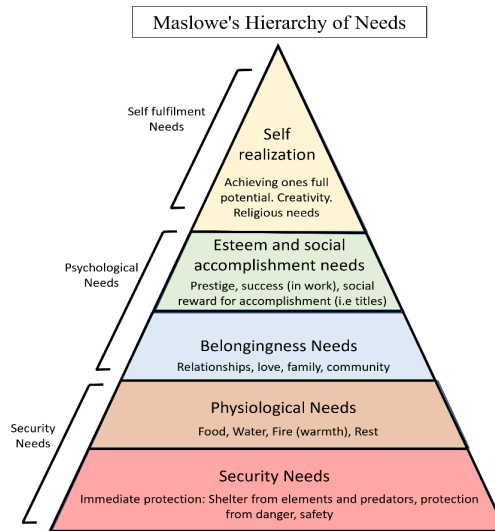 Maslowe's Hierarchy of Needs
Self fulfilment
Needs
Self
realization
Achieving ones full
potential. Creativity.
Religious needs
Psychological
Needs
Esteem and social
accomplishment needs
Prestige, success (in work), social
reward for accomplishment (i.e titles)
Belongingness Needs
Relationships, love, family, community
Security
Needs
Physiological Needs
Food, Water, Fire (warmth), Rest
Security Needs
Immediate protection: Shelter from elements and predators, protection
from danger, safety